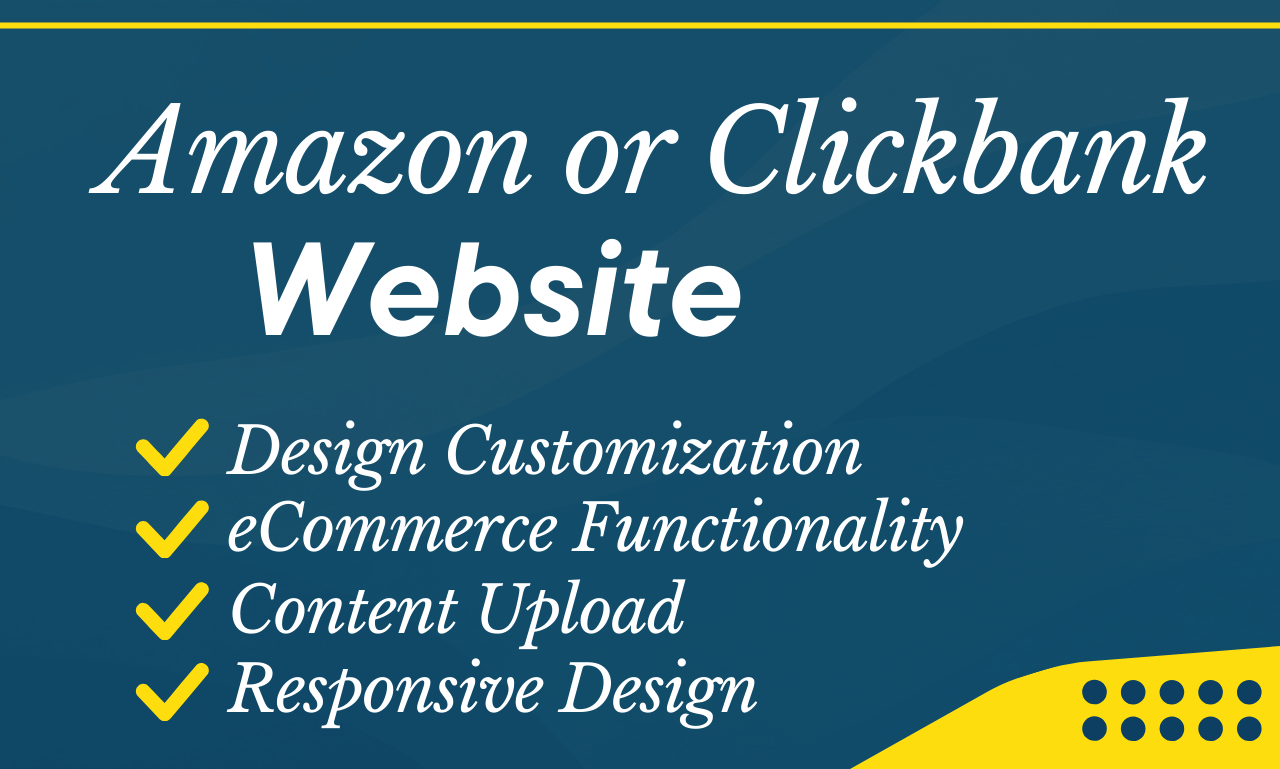 Amazon or Clickbank
Website
Design Customization
eCommerce Functionality
Content Upload
Responsive Design